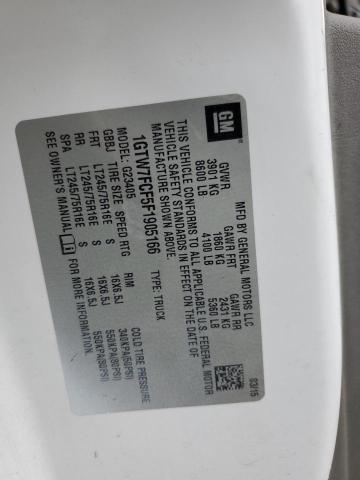 GM
MFD BY GENERAL MOTORS LLC
03/15
GVWR GAWR FRT GAWR RR
3901 KG 1860 KG 2431 KG
8600 LB 4100 LB 5360 LB
THIS VEHICLE CONFORMS TO ALL APPLICABLE U.S. FEDERAL MOTOR
VEHICLE SAFETY STANDARDS IN EFFECT ON THE DATE OF
MANUFACTURE SHOWN ABOVE.
1GTW7FCF5F1905166 TYPE: TRUCK
G23405
GBBJ TIRE SIZE SPEED RTG RIM COLD TIRE PRESSURE
FRT LT245/75R16E S 16X6.5J 340KPA(50PSI)
RR LT245/75R16E S 16X6.5J 550KPA(80PSI)
SPA LT245/75R16E S 16X6.5J 550KPA(80PSI)
SEE OWNER'S MANUAL FOR MORE INFORMATION.